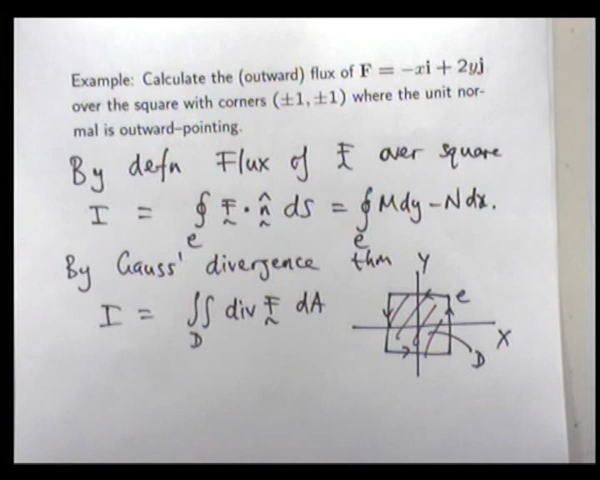 Example: Calculate the (outward) flux of F = −xi + 2yj
over the square with corners (±1, ±1) where the unit nor-
mal is outward–pointing.
By defn Flux of F over square
I = ∮ F · n̂ ds = ∮ Mdy − Ndx.
e e
By Gauss' divergence thm
I = ∬ div F dA
D
Y
e
X
D